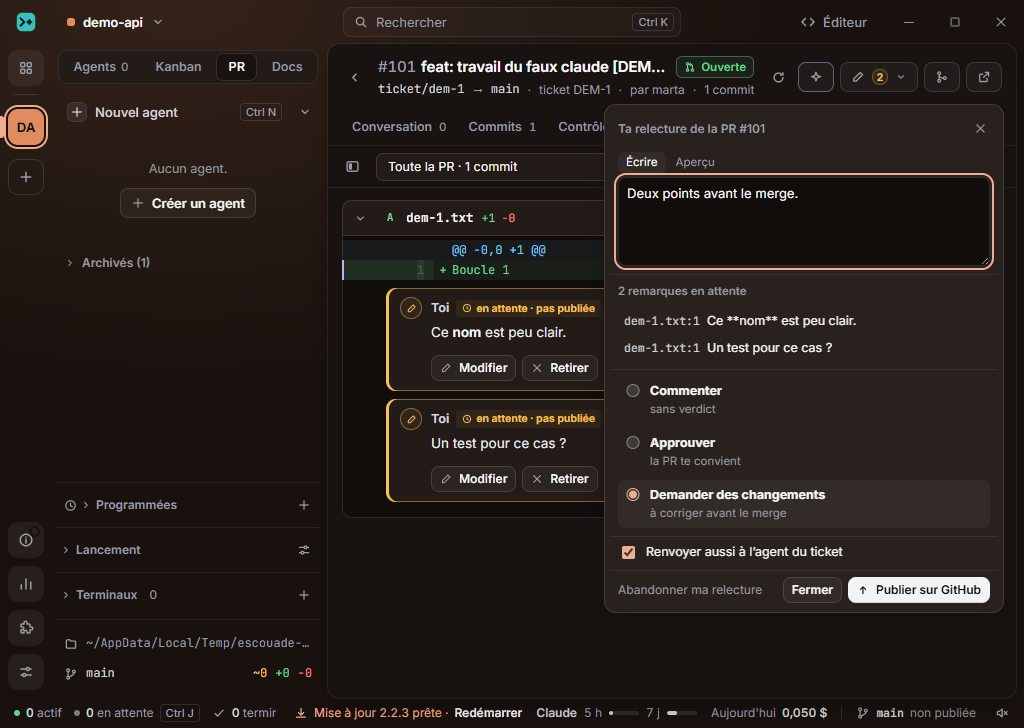 demo-api
Rechercher
Ctrl K
Éditeur
Agents 0
Kanban
PR
Docs
DA
Nouvel agent
Ctrl N
Aucun agent.
Créer un agent
Archivés (1)
Programmées
Lancement
Terminaux 0
~/AppData/Local/Temp/escouade-…
main
~0 +0 -0
#101 feat: travail du faux claude [DEM…
Ouverte
2
ticket/dem-1 → main · ticket DEM-1 · par marta · 1 commit
Conversation 0
Commits 1
Contrôl
Toute la PR · 1 commit
A dem-1.txt +1 -0
@@ -0,0 +1 @@
1 + Boucle 1
Toi
en attente · pas publiée
Ce nom est peu clair.
Modifier
Retirer
Toi
en attente · pas publiée
Un test pour ce cas ?
Modifier
Retirer
Ta relecture de la PR #101
Écrire
Aperçu
Deux points avant le merge.
2 remarques en attente
dem-1.txt:1 Ce **nom** est peu clair.
dem-1.txt:1 Un test pour ce cas ?
Commenter
sans verdict
Approuver
la PR te convient
Demander des changements
à corriger avant le merge
Renvoyer aussi à l'agent du ticket
Abandonner ma relecture
Fermer
Publier sur GitHub
0 actif
0 en attente
Ctrl J
0 termir
Mise à jour 2.2.3 prête · Redémarrer
Claude 5 h
7 j
Aujourd'hui 0,050 $
main non publiée